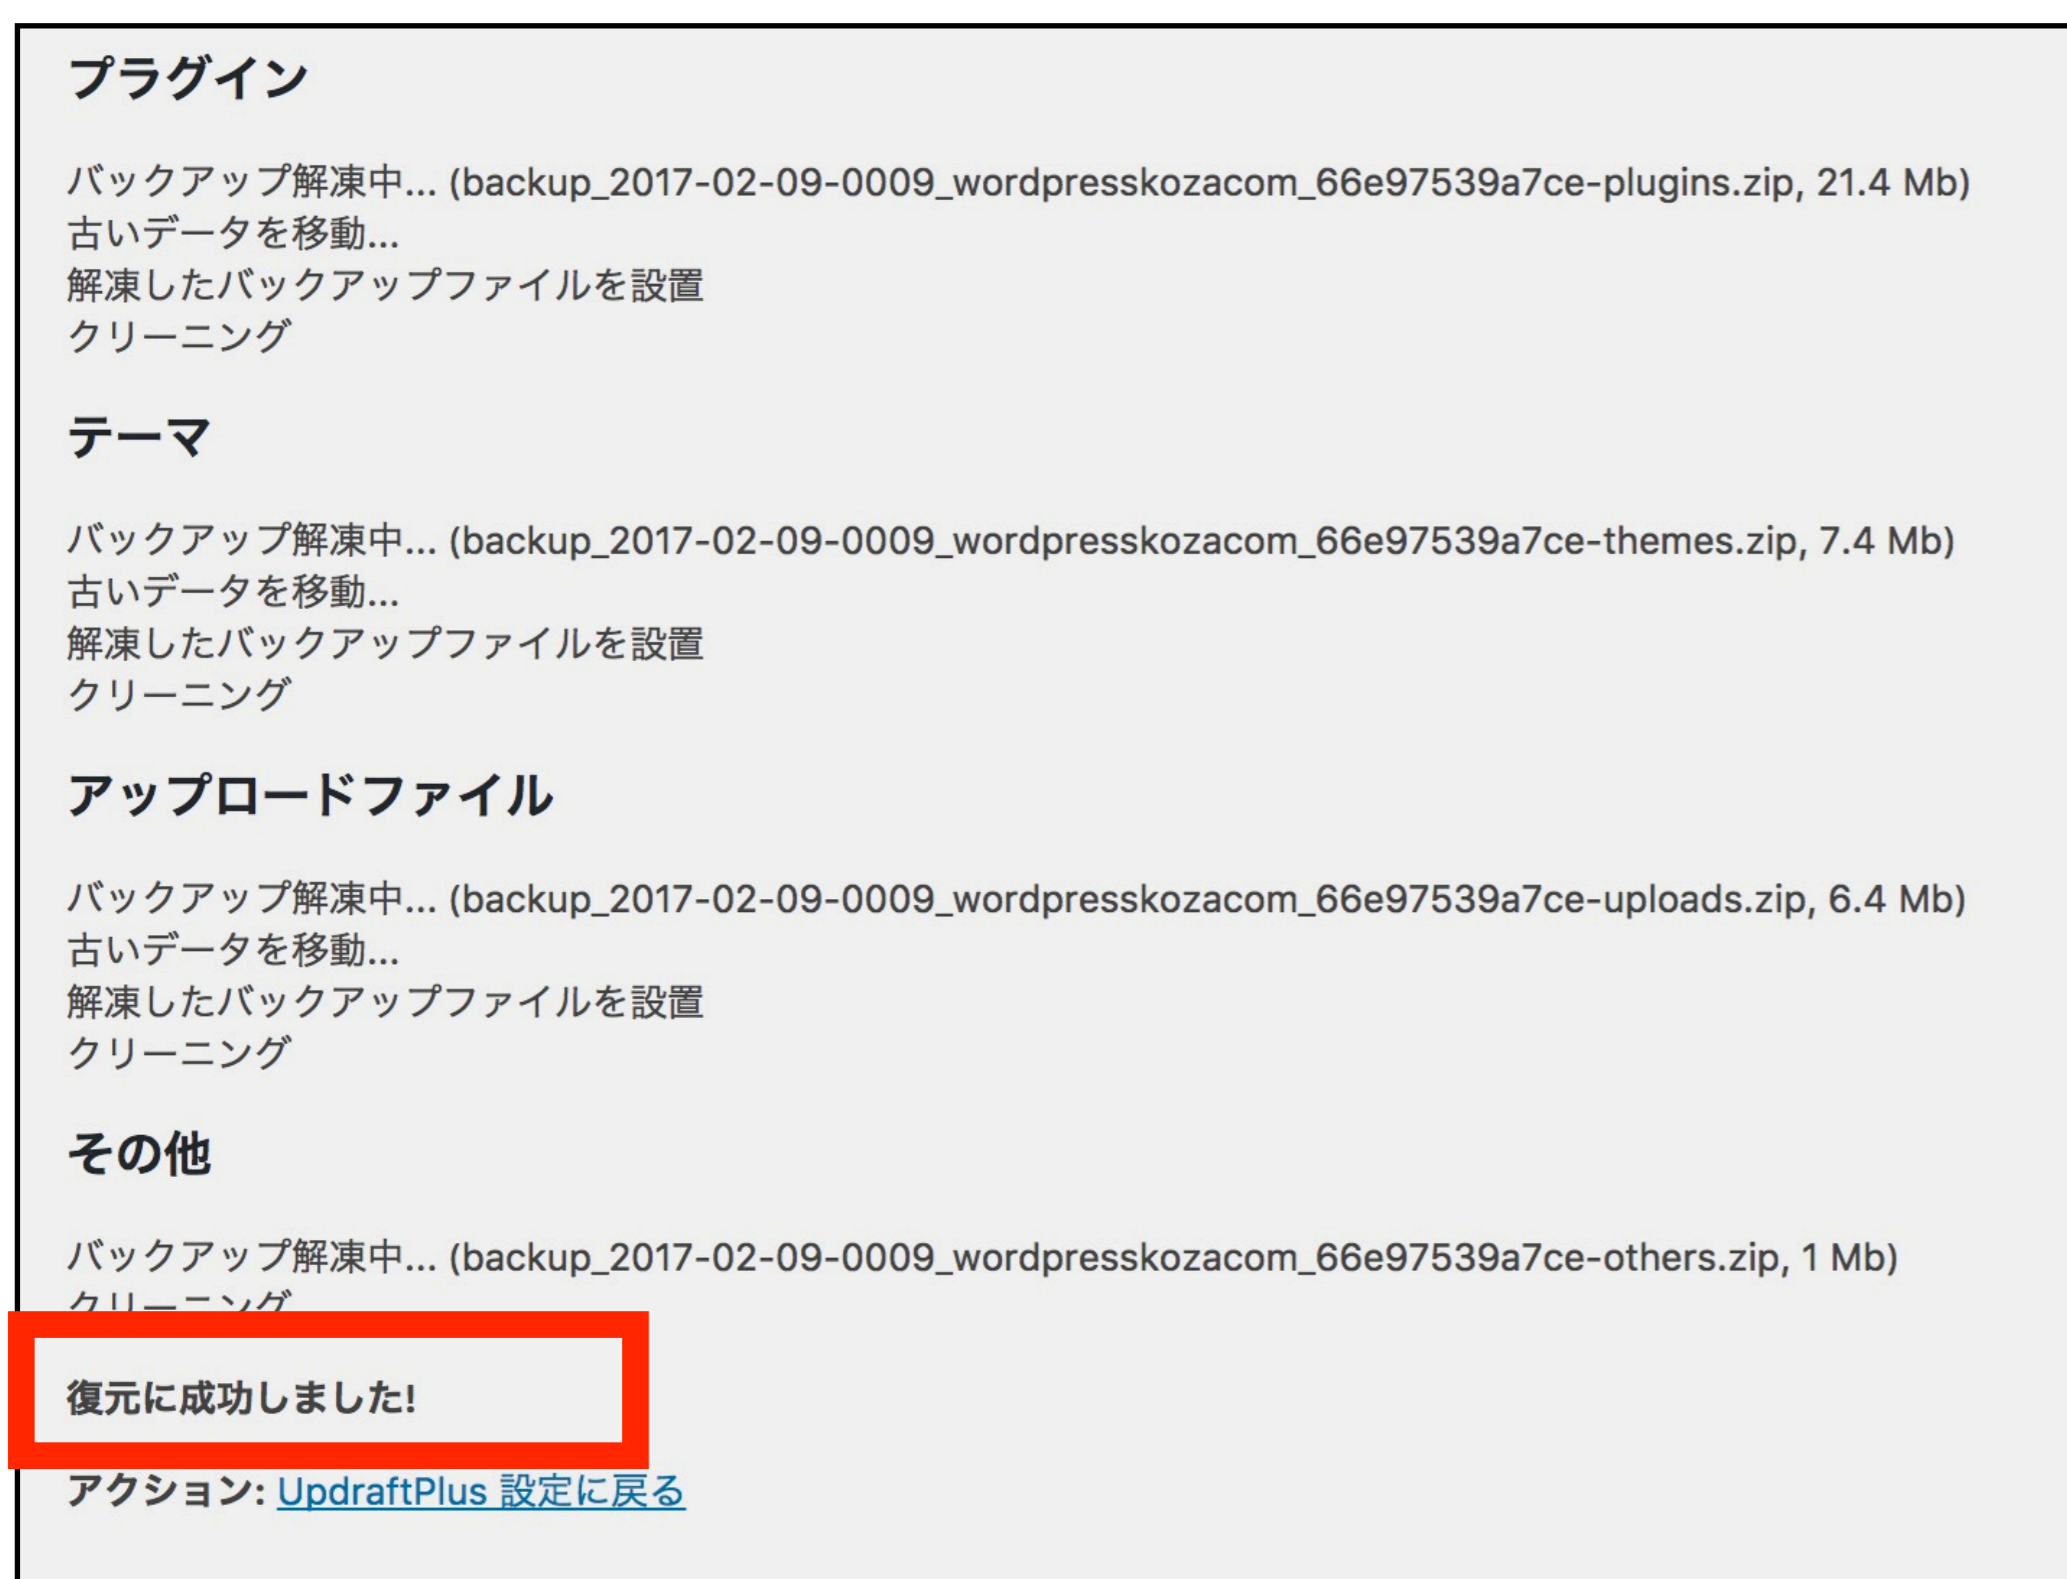 プラグイン
バックアップ解凍中... (backup_2017-02-09-0009_wordpresskozacom_66e97539a7ce-plugins.zip, 21.4 Mb)
古いデータを移動...
解凍したバックアップファイルを設置
クリーニング
テーマ
バックアップ解凍中... (backup_2017-02-09-0009_wordpresskozacom_66e97539a7ce-themes.zip, 7.4 Mb)
古いデータを移動...
解凍したバックアップファイルを設置
クリーニング
アップロードファイル
バックアップ解凍中... (backup_2017-02-09-0009_wordpresskozacom_66e97539a7ce-uploads.zip, 6.4 Mb)
古いデータを移動...
解凍したバックアップファイルを設置
クリーニング
その他
バックアップ解凍中... (backup_2017-02-09-0009_wordpresskozacom_66e97539a7ce-others.zip, 1 Mb)
クリーニング
復元に成功しました!
アクション: UpdraftPlus 設定に戻る